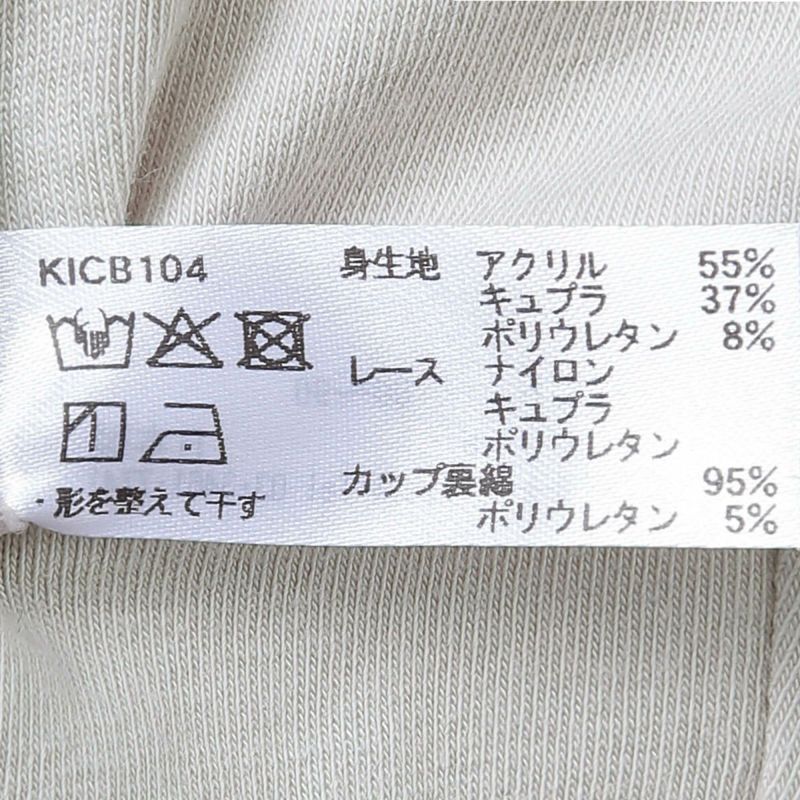 KICB104
身生地 アクリル 55%
キュプラ 37%
ポリウレタン 8%
レース ナイロン
キュプラ
ポリウレタン
カップ裏綿 95%
ポリウレタン 5%
・形を整えて干す